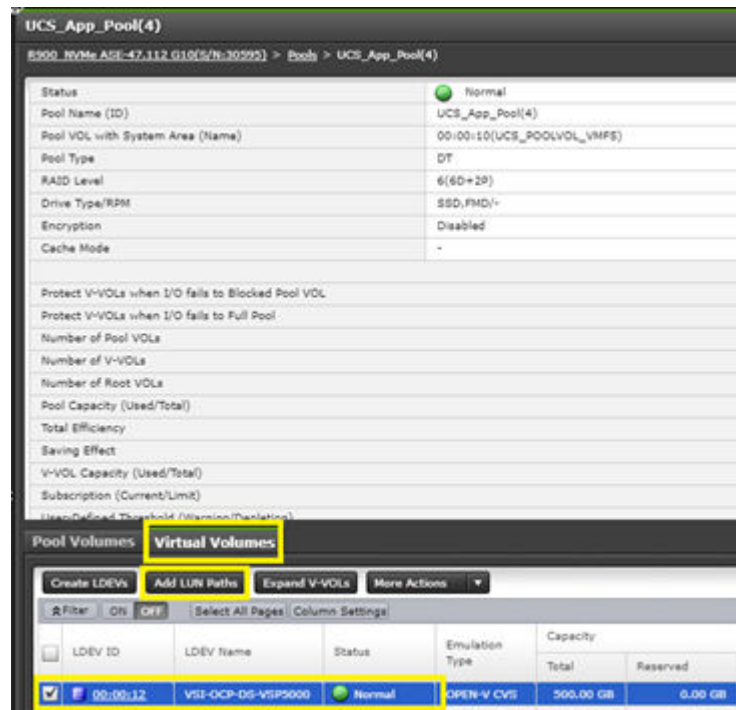 UCS_App_Pool(4)
R900_NVMe ASE-47.112 G10(S/N:30595) > Pools > UCS_App_Pool(4)
Status Normal
Pool Name (ID) UCS_App_Pool(4)
Pool VOL with System Area (Name) 00:00:10(UCS_POOLVOL_VMFS)
Pool Type DT
RAID Level 6(6D+2P)
Drive Type/RPM SSD,FMD/-
Encryption Disabled
Cache Mode -
Protect V-VOLs when I/O fails to Blocked Pool VOL
Protect V-VOLs when I/O fails to Full Pool
Number of Pool VOLs
Number of V-VOLs
Number of Root VOLs
Pool Capacity (Used/Total)
Total Efficiency
Saving Effect
V-VOL Capacity (Used/Total)
Subscription (Current/Limit)
User-Defined Threshold (Warning/Depletion)
Pool Volumes Virtual Volumes
Create LDEVs Add LUN Paths Expand V-VOLs More Actions
Filter ON OFF Select All Pages Column Settings
LDEV ID LDEV Name Status Emulation Type Capacity
Total Reserved
00:00:12 VSI-OCP-DS-VSP5000 Normal OPEN-V CVS 500.00 GB 0.00 GB